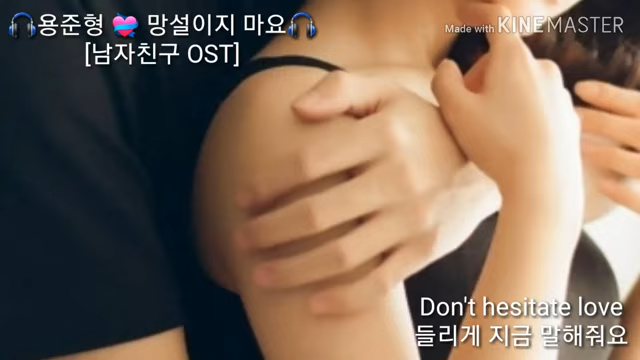 🎧용준형 💘 망설이지 마요🎧
[남자친구 OST]
Made with KINEMASTER
Don't hesitate love
들리게 지금 말해줘요